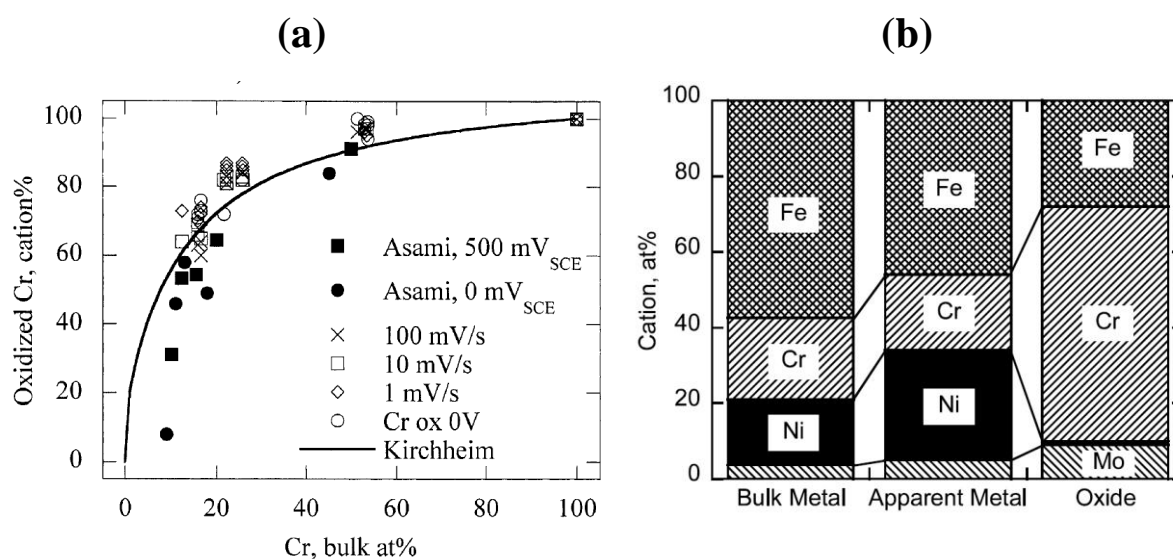 (a)
100
80
60
40
20
0
Oxidized Cr, cation%
Asami, 500 mV SCE
Asami, 0 mV SCE
100 mV/s
10 mV/s
1 mV/s
Cr ox 0V
Kirchheim
0 20 40 60 80 100
Cr, bulk at%
(b)
100
80
60
40
20
0
Cation, at%
Fe
Cr
Ni
Fe
Cr
Ni
Fe
Cr
Mo
Bulk Metal Apparent Metal Oxide